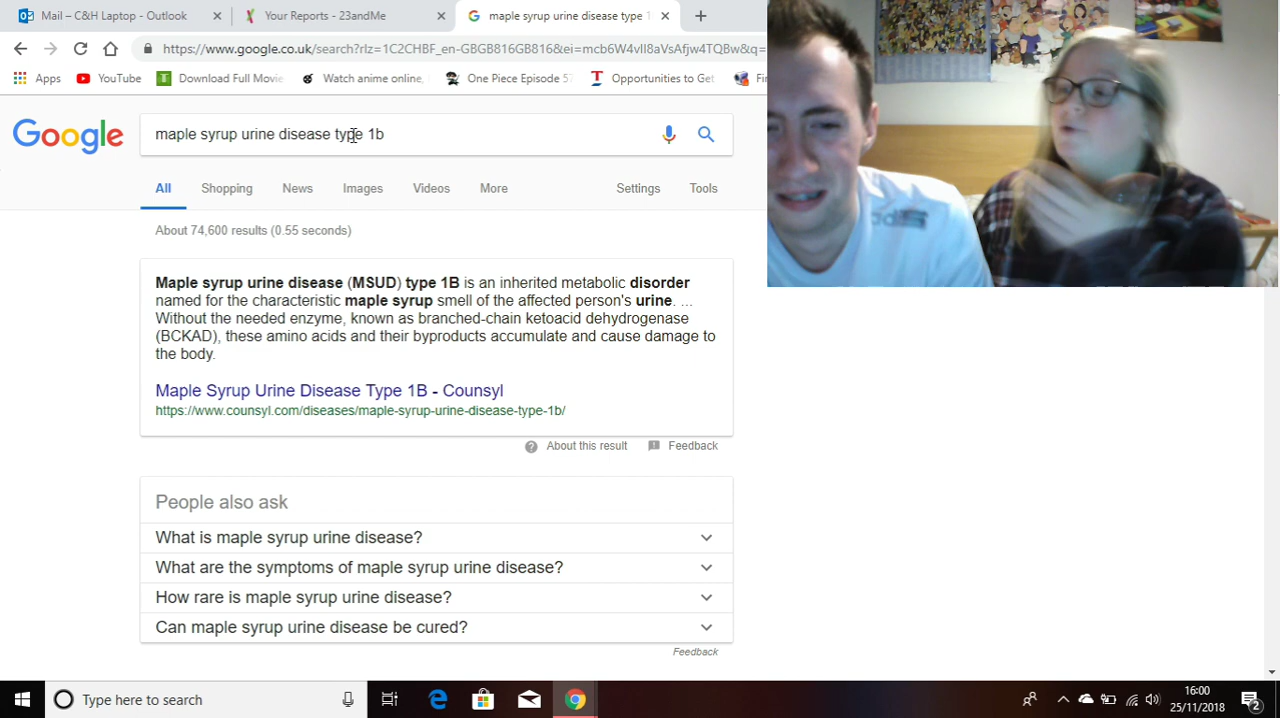 Mail – C&H Laptop - Outlook
Your Reports - 23andMe
maple syrup urine disease type 1
https://www.google.co.uk/search?rlz=1C2CHBF_en-GBGB816GB816&ei=mcb6W4vlI8aVsAfjw4TQBw&q=
Apps
YouTube
Download Full Movie
Watch anime online,
One Piece Episode 57
Opportunities to Get
Fir
Google
maple syrup urine disease type 1b
All
Shopping
News
Images
Videos
More
Settings
Tools
About 74,600 results (0.55 seconds)
Maple syrup urine disease (MSUD) type 1B is an inherited metabolic disorder
named for the characteristic maple syrup smell of the affected person's urine. ...
Without the needed enzyme, known as branched-chain ketoacid dehydrogenase
(BCKAD), these amino acids and their byproducts accumulate and cause damage to
the body.
Maple Syrup Urine Disease Type 1B - Counsyl
https://www.counsyl.com/diseases/maple-syrup-urine-disease-type-1b/
About this result
Feedback
People also ask
What is maple syrup urine disease?
What are the symptoms of maple syrup urine disease?
How rare is maple syrup urine disease?
Can maple syrup urine disease be cured?
Feedback
Type here to search
16:00
25/11/2018
2